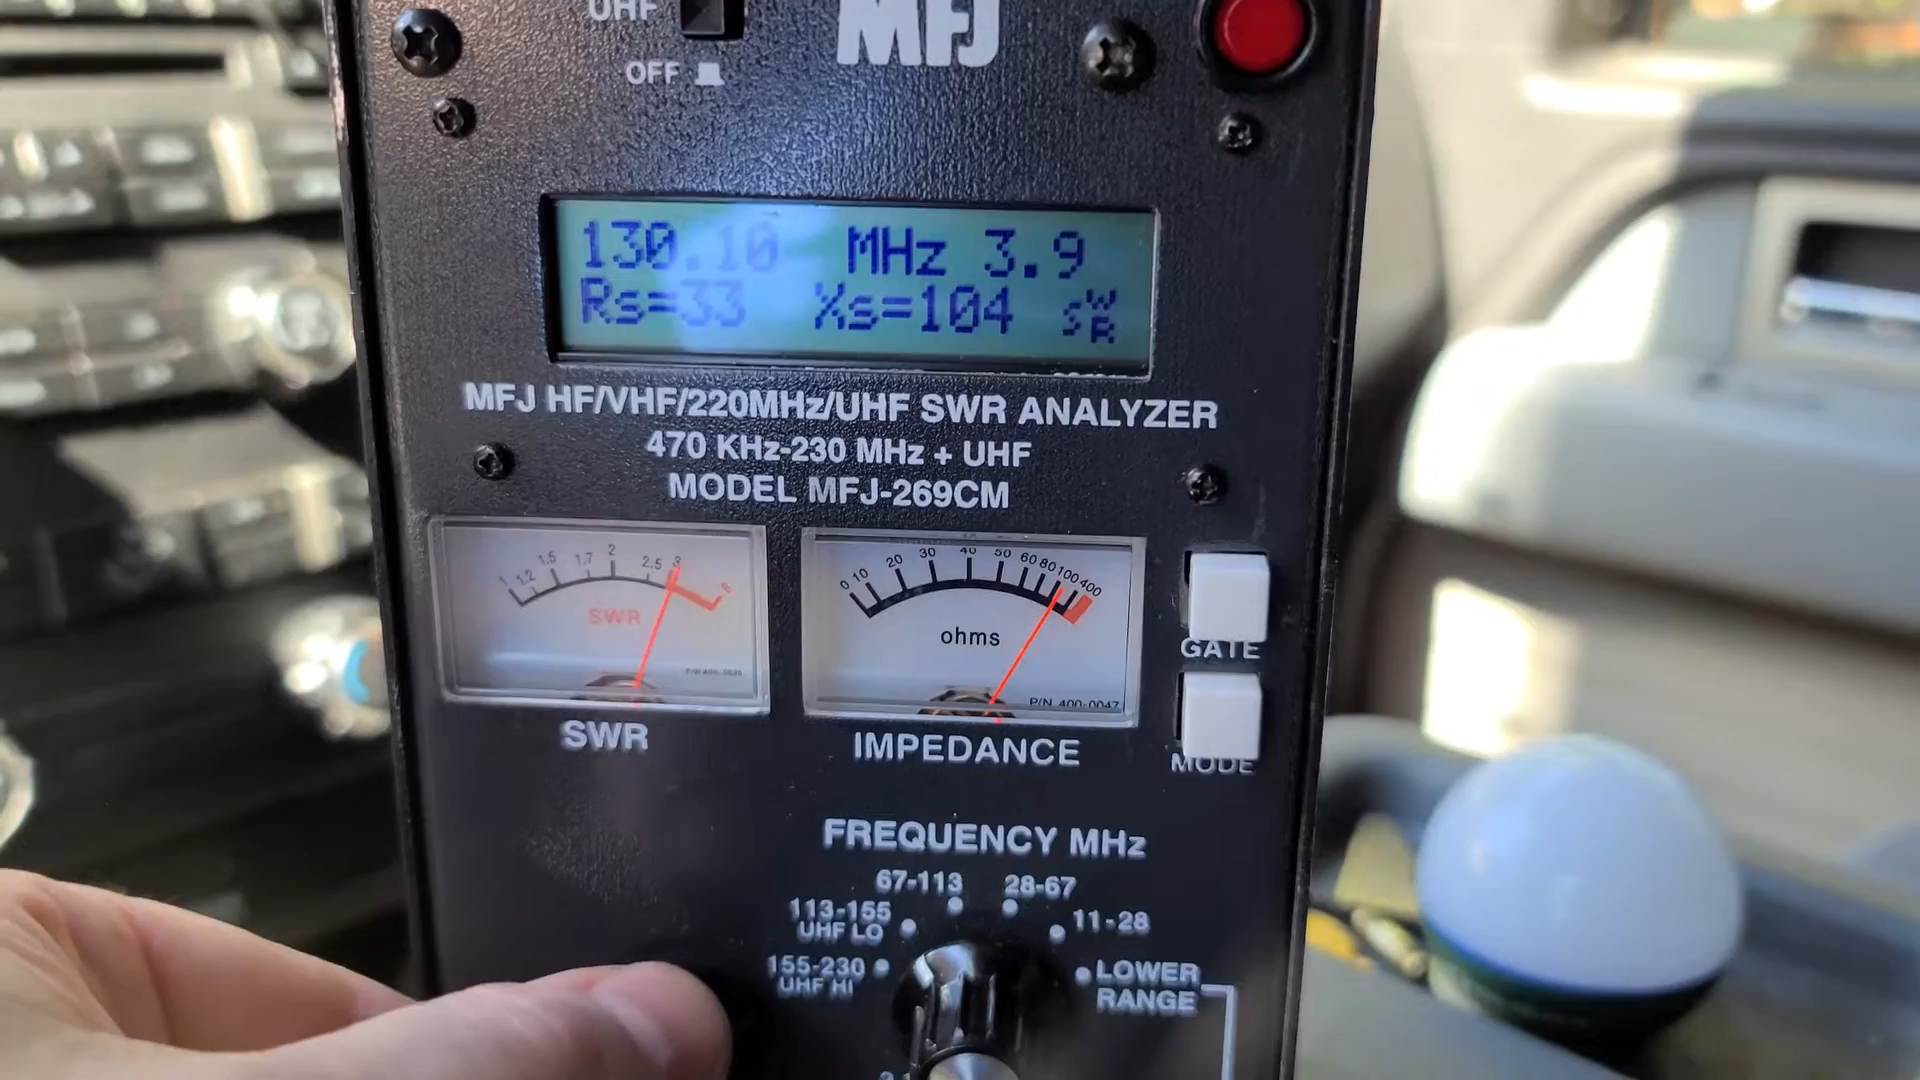 UHF
MFJ
OFF
130.10 MHz 3.9
Rs=33 Xs=104 SWR
MFJ HF/VHF/220MHz/UHF SWR ANALYZER
470 KHz-230 MHz + UHF
MODEL MFJ-269CM
1 1.2 1.5 1.7 2 2.5 3
SWR
0 10 20 30 40 50 60 80 100 400
ohms
P/N 400-0047
GATE
SWR
IMPEDANCE
MODE
FREQUENCY MHz
67-113
28-67
113-155
UHF LO
11-28
155-230
UHF HI
LOWER
RANGE